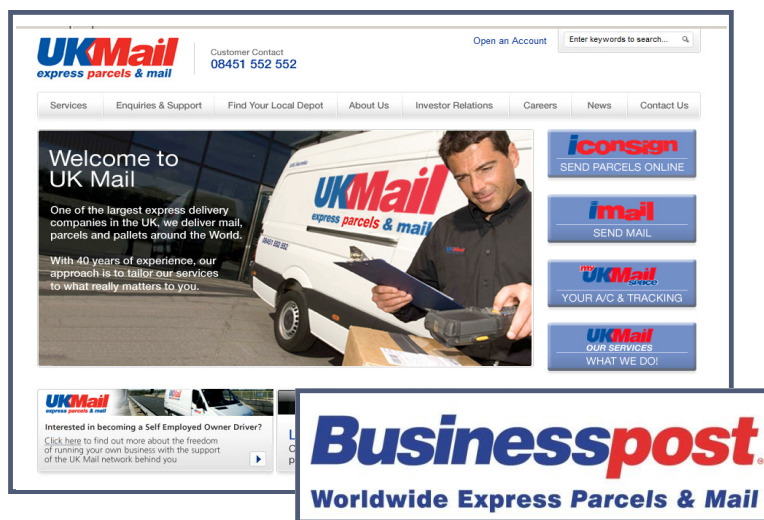 UKMail
express parcels & mail
Customer Contact
08451 552 552
Open an Account
Enter keywords to search...
Services
Enquiries & Support
Find Your Local Depot
About Us
Investor Relations
Careers
News
Contact Us
Welcome to
UK Mail
One of the largest express delivery
companies in the UK, we deliver mail,
parcels and pallets around the World.
With 40 years of experience, our
approach is to tailor our services
to what really matters to you.
UKMail
express parcels & mail
08451 552 552
iconsign
SEND PARCELS ONLINE
imail
SEND MAIL
my
UKMail
space
YOUR A/C & TRACKING
UKMail
OUR SERVICES
WHAT WE DO!
UKMail
express parcels & mail
Interested in becoming a Self Employed Owner Driver?
Click here to find out more about the freedom
of running your own business with the support
of the UK Mail network behind you
Businesspost®
Worldwide Express Parcels & Mail